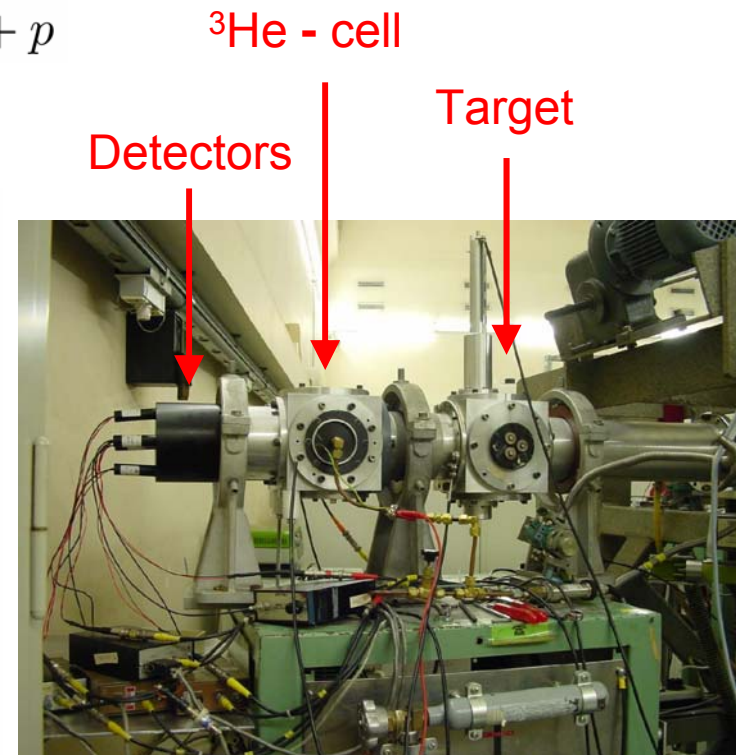 + p
³He - cell
Target
Detectors